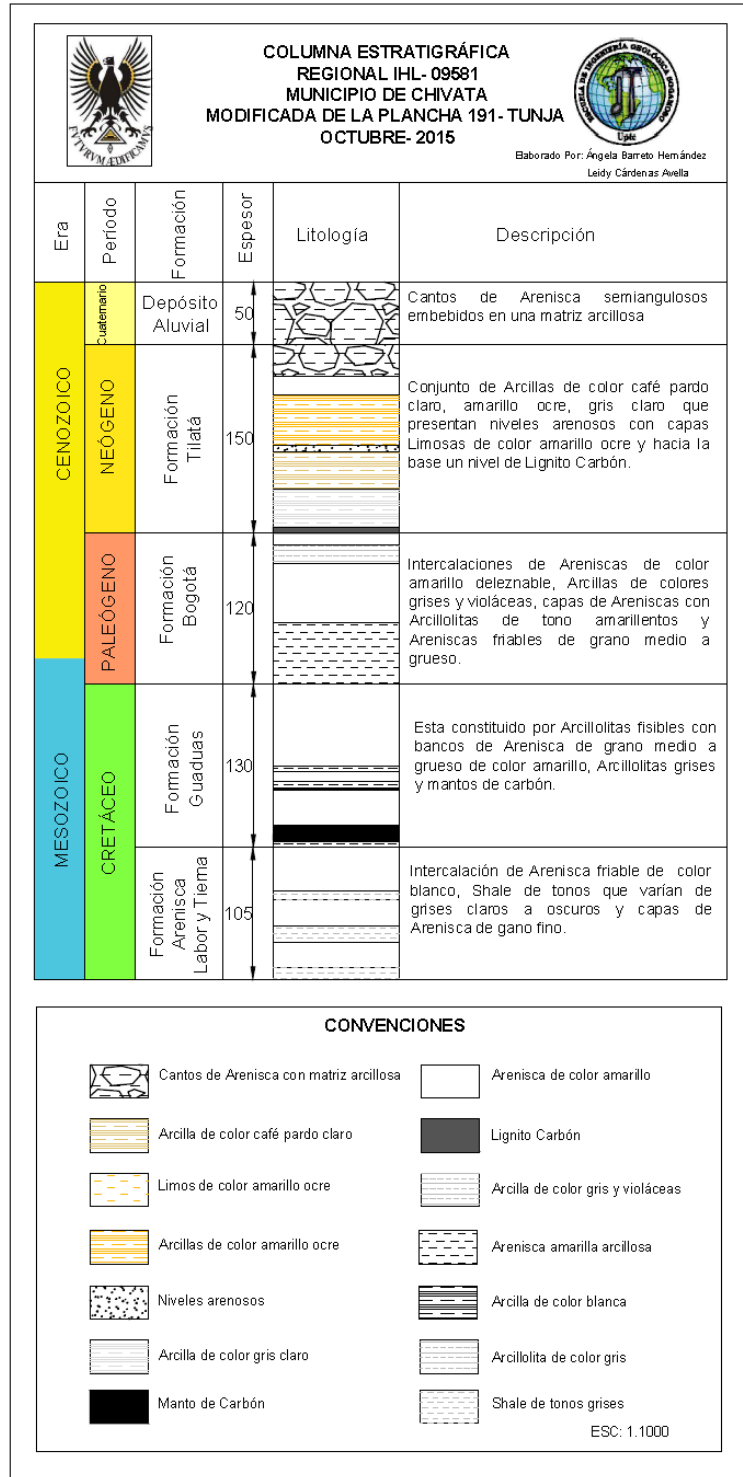 COLUMNA ESTRATIGRÁFICA
REGIONAL IHL- 09581
MUNICIPIO DE CHIVATA
MODIFICADA DE LA PLANCHA 191- TUNJA
OCTUBRE- 2015
FVTVRVM ÆDIFICAMVS
ESCUELA DE INGENIERÍA GEOLÓGICA SOGAMOSO
Uptc
Elaborado Por: Ángela Barreto Hernández
Leidy Cárdenas Avella
Era
Período
Formación
Espesor
Litología
Descripción
CENOZOICO
MESOZOICO
Cuaternario
Depósito
Aluvial
50
Cantos de Arenisca semiangulosos
embebidos en una matriz arcillosa
NEÓGENO
Formación
Tilatá
150
Conjunto de Arcillas de color café pardo
claro, amarillo ocre, gris claro que
presentan niveles arenosos con capas
Limosas de color amarillo ocre y hacia la
base un nivel de Lignito Carbón.
PALEÓGENO
Formación
Bogotá
120
Intercalaciones de Areniscas de color
amarillo deleznable, Arcillas de colores
grises y violáceas, capas de Areniscas con
Arcillolitas de tono amarillentos y
Areniscas friables de grano medio a
grueso.
CRETÁCEO
Formación
Guaduas
130
Esta constituido por Arcillolitas fisibles con
bancos de Arenisca de grano medio a
grueso de color amarillo, Arcillolitas grises
y mantos de carbón.
Formación
Arenisca
Labor y Tierna
105
Intercalación de Arenisca friable de color
blanco, Shale de tonos que varían de
grises claros a oscuros y capas de
Arenisca de gano fino.
CONVENCIONES
Cantos de Arenisca con matriz arcillosa
Arenisca de color amarillo
Arcilla de color café pardo claro
Lignito Carbón
Limos de color amarillo ocre
Arcilla de color gris y violáceas
Arcillas de color amarillo ocre
Arenisca amarilla arcillosa
Niveles arenosos
Arcilla de color blanca
Arcilla de color gris claro
Arcillolita de color gris
Manto de Carbón
Shale de tonos grises
ESC: 1.1000